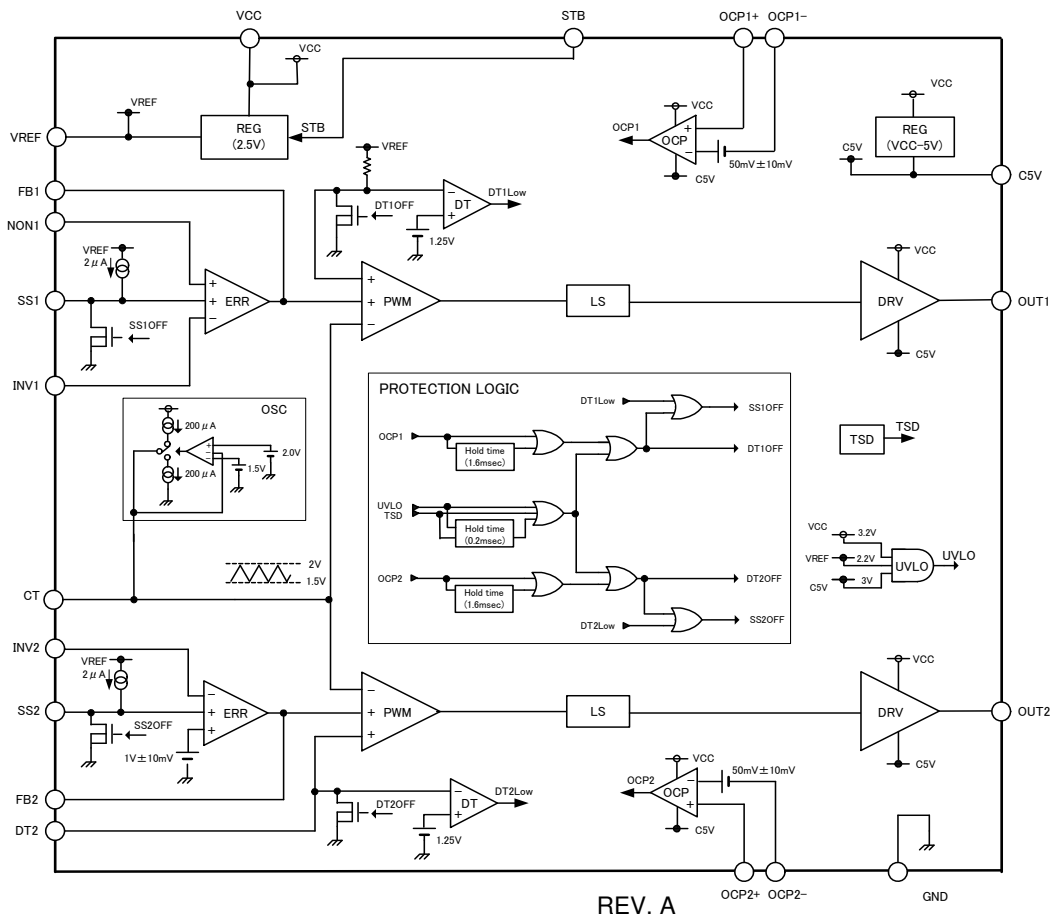 VCC
STB
OCP1+
OCP1−
VCC
VREF
VREF
REG
(2.5V)
STB
VCC
OCP1
OCP
+
−
50mV±10mV
C5V
VCC
REG
(VCC−5V)
C5V
C5V
FB1
NON1
VREF
DT1OFF
−
+
DT
DT1Low
1.25V
VREF
2μA
SS1
SS1OFF
+
+
−
ERR
+
+
−
PWM
LS
VCC
DRV
C5V
OUT1
INV1
OSC
200μA
200μA
+
−
−
2.0V
1.5V
PROTECTION LOGIC
DT1Low
SS1OFF
OCP1
Hold time
(1.6msec)
DT1OFF
UVLO
TSD
Hold time
(0.2msec)
OCP2
Hold time
(1.6msec)
DT2OFF
DT2Low
SS2OFF
TSD
TSD
VCC
3.2V
VREF
2.2V
C5V
3V
UVLO
UVLO
2V
1.5V
CT
INV2
VREF
2μA
SS2
SS2OFF
−
+
+
ERR
1V±10mV
−
+
+
PWM
LS
VCC
DRV
C5V
OUT2
FB2
DT2
DT2OFF
−
+
DT
DT2Low
1.25V
VCC
OCP2
OCP
−
+
50mV±10mV
C5V
OCP2+
OCP2−
GND
REV. A